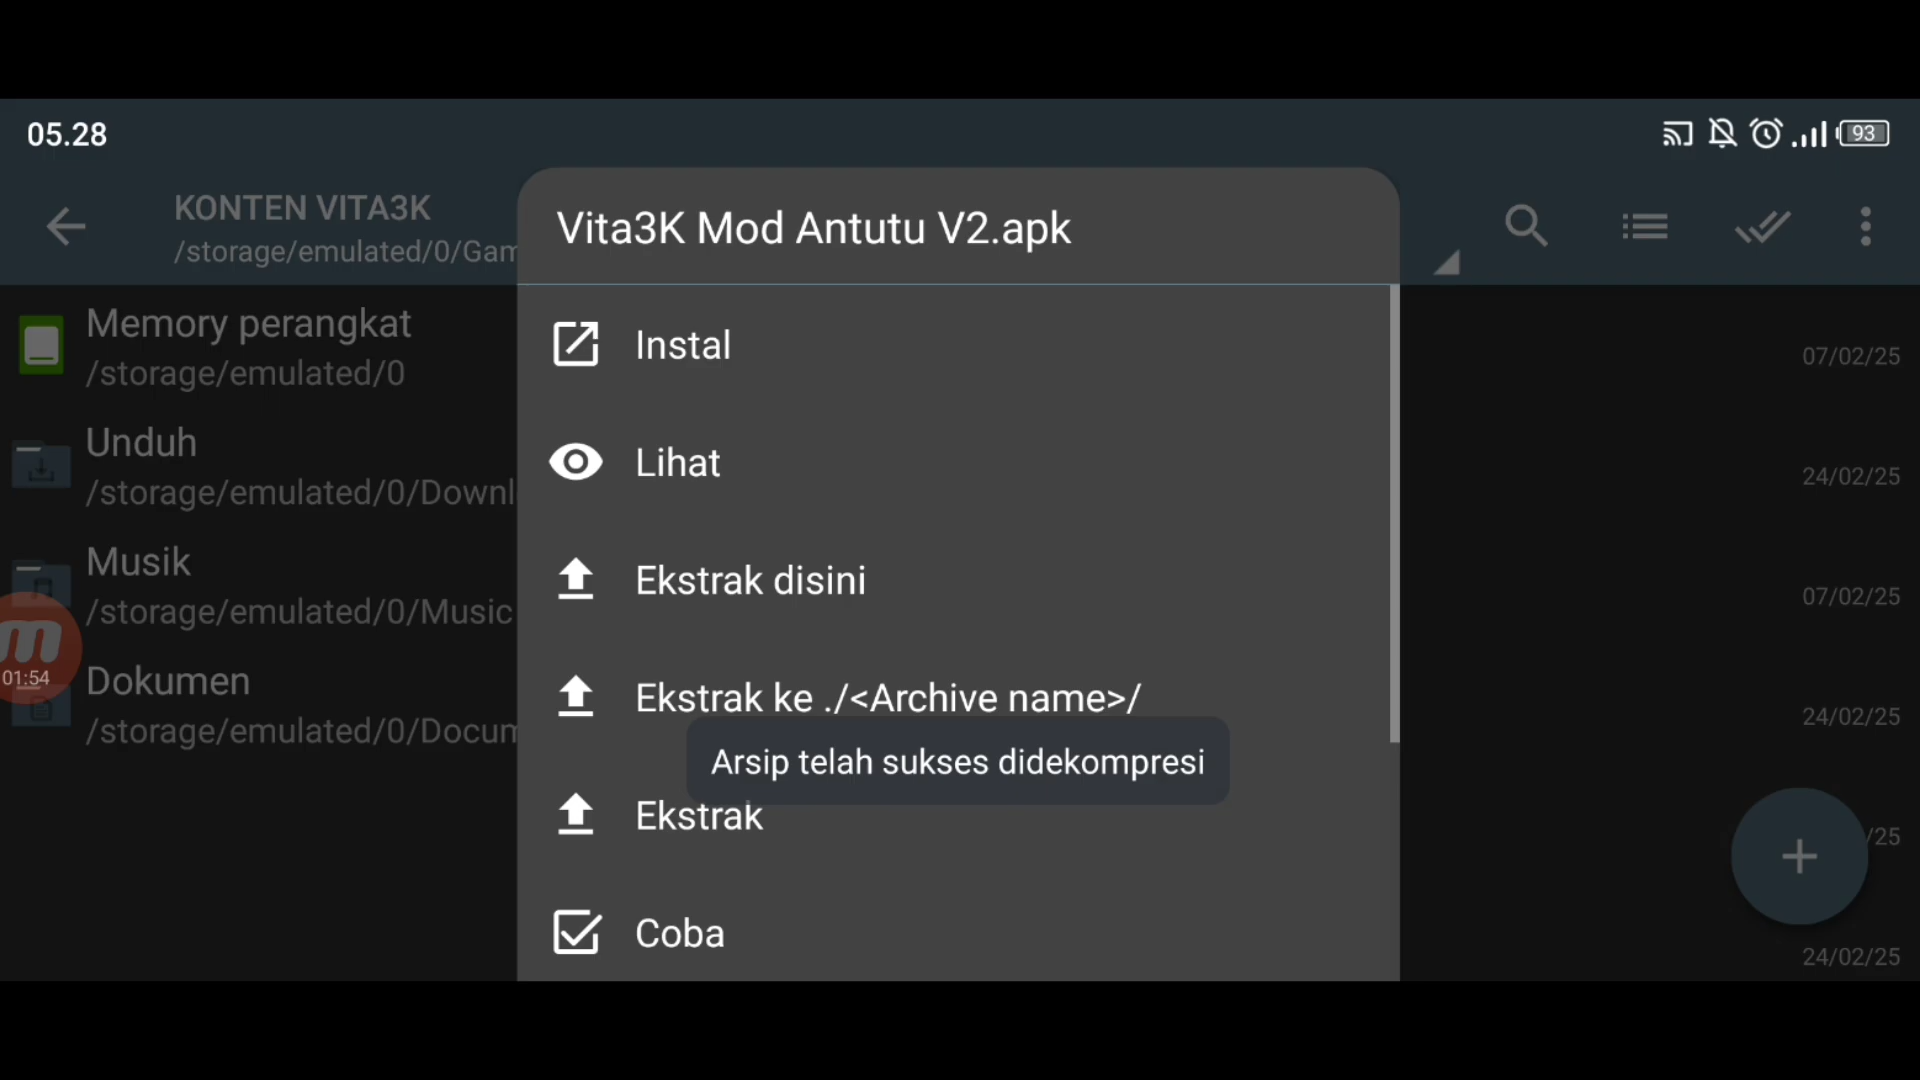 05.28
93
KONTEN VITA3K
/storage/emulated/0/Gam
Memory perangkat
/storage/emulated/0
Unduh
/storage/emulated/0/Downl
Musik
/storage/emulated/0/Music
01:54
Dokumen
/storage/emulated/0/Docum
Vita3K Mod Antutu V2.apk
Instal
Lihat
Ekstrak disini
Ekstrak ke ./<Archive name>/
Arsip telah sukses didekompresi
Ekstrak
Coba
07/02/25
24/02/25
07/02/25
24/02/25
/25
24/02/25